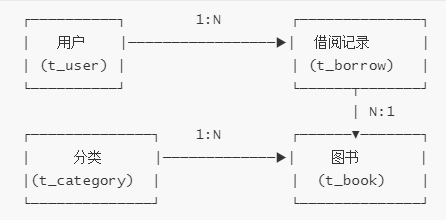 1:N
用户 借阅记录
(t_user) (t_borrow)
N:1
1:N
分类 图书
(t_category) (t_book)